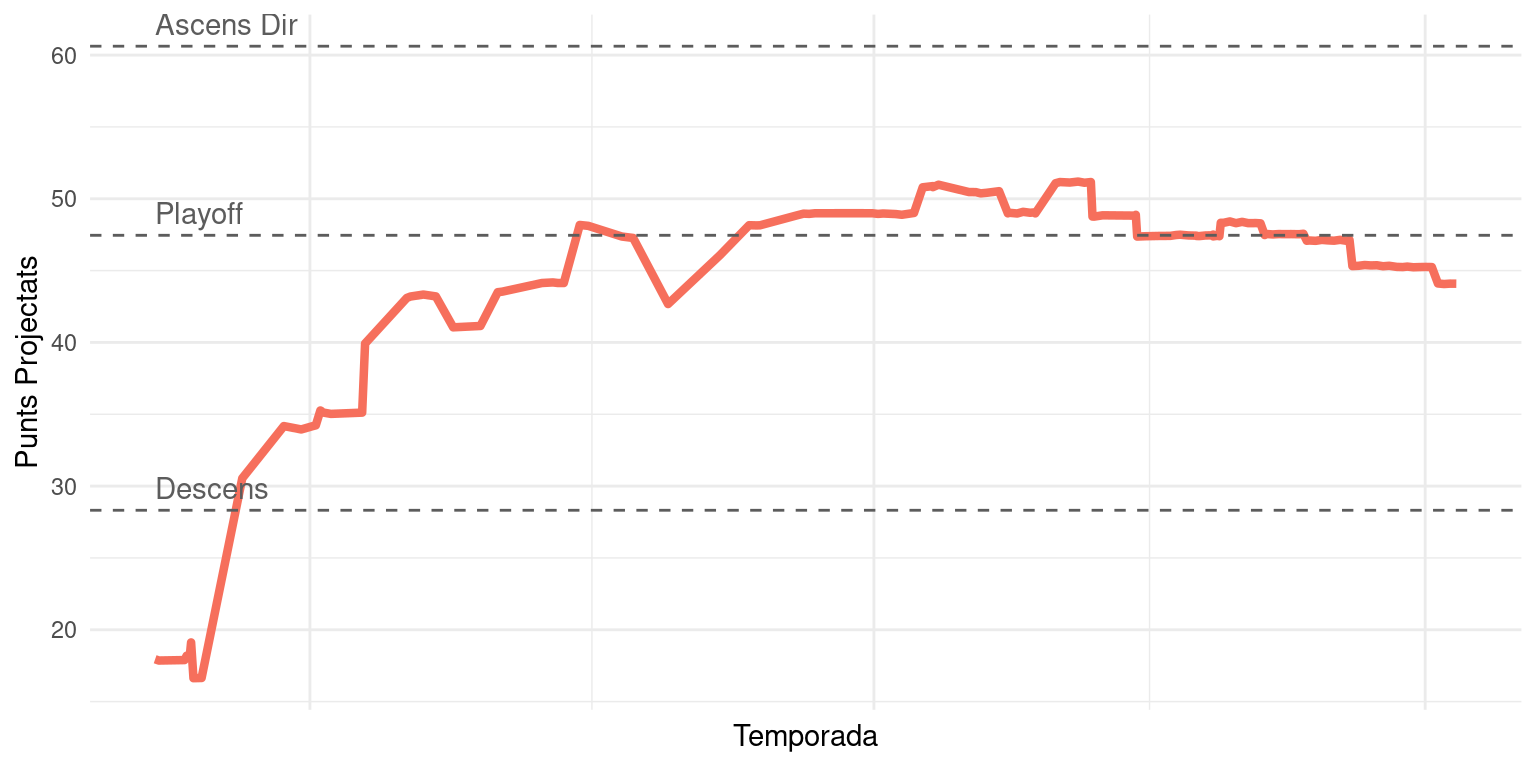 Ascens Dir
60
50
Playoff
40
30
Descens
20
Punts Projectats
Temporada